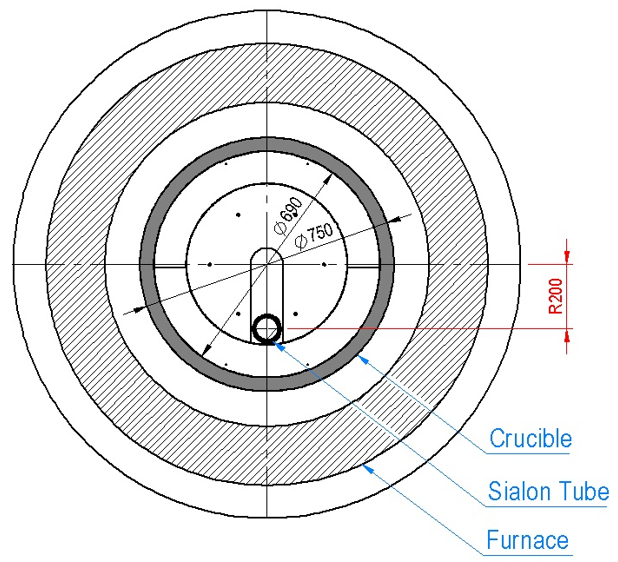 Ø690
Ø750
R200
Crucible
Sialon Tube
Furnace